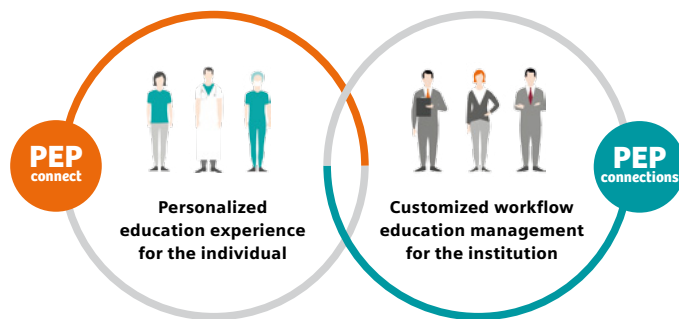 PEP
connect
Personalized
education experience
for the individual
Customized workflow
education management
for the institution
PEP
connections